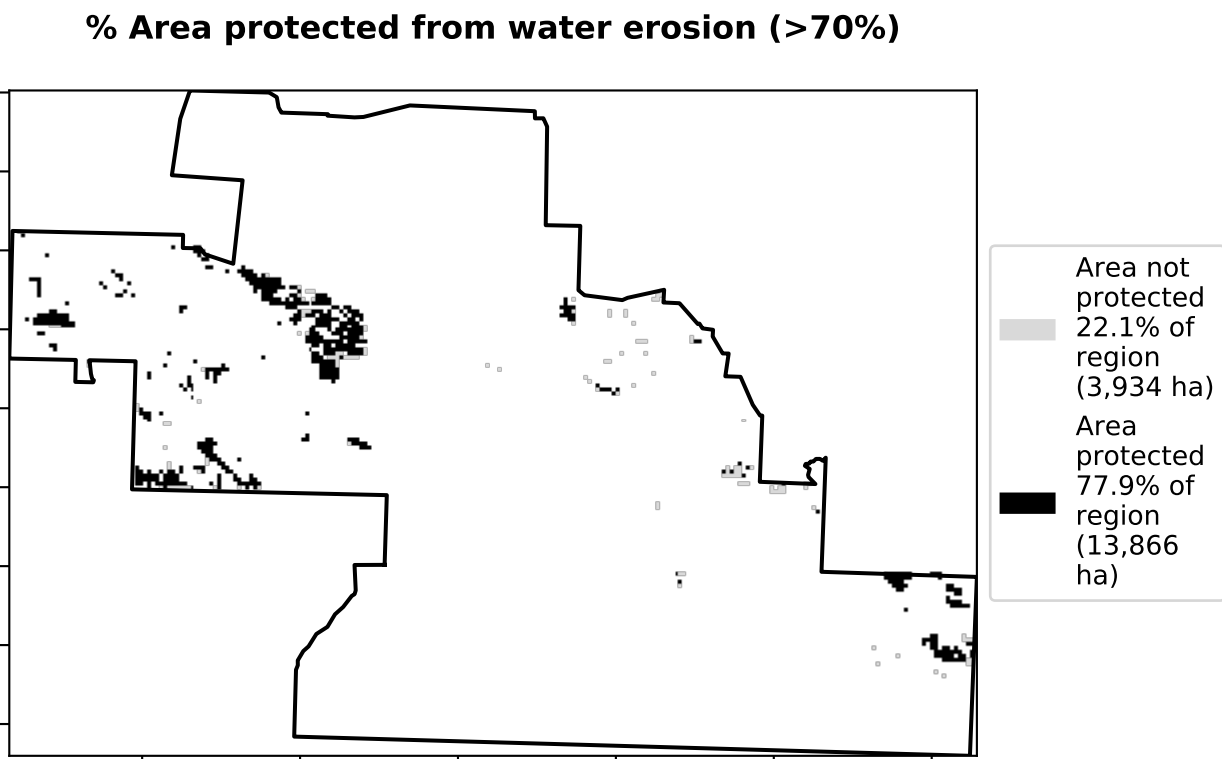 % Area protected from water erosion (>70%)
Area not
protected
22.1% of
region
(3,934 ha)
Area
protected
77.9% of
region
(13,866
ha)